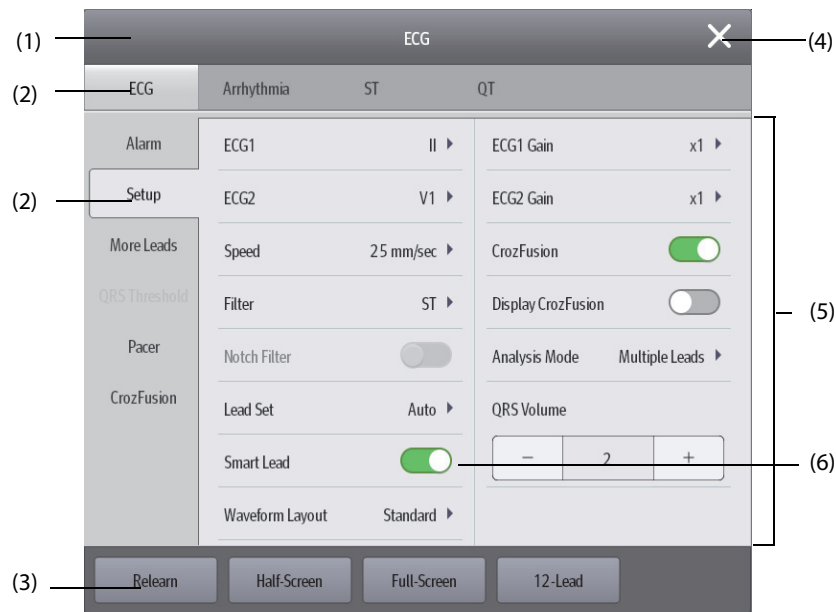 (1)
ECG
(4)
(2)
ECG Arrhythmia ST QT
Alarm
(2)
Setup
More Leads
QRS Threshold
Pacer
CrozFusion
ECG1 II
ECG2 V1
Speed 25 mm/sec
Filter ST
Notch Filter
Lead Set Auto
Smart Lead
Waveform Layout Standard
ECG1 Gain x1
ECG2 Gain x1
CrozFusion
Display CrozFusion
Analysis Mode Multiple Leads
QRS Volume
− 2 +
(5)
(6)
(3)
Relearn Half-Screen Full-Screen 12-Lead